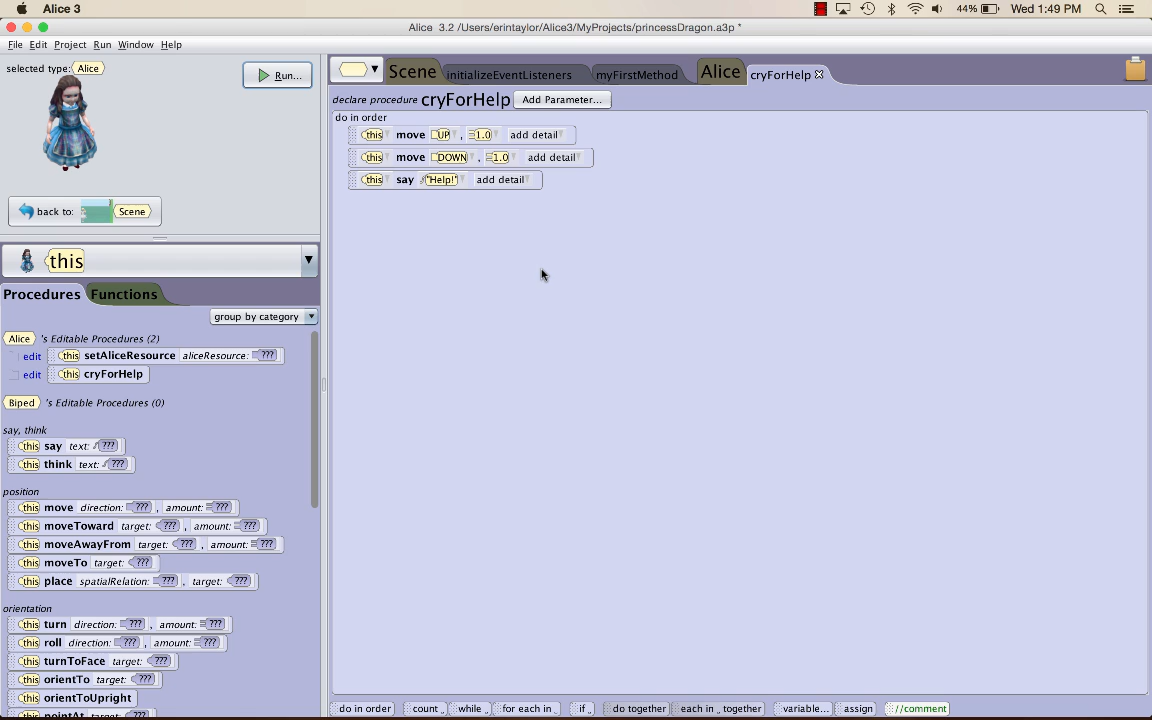 Alice 3
44%
Wed 1:49 PM
Alice 3.2 /Users/erintaylor/Alice3/MyProjects/princessDragon.a3p *
File Edit Project Run Window Help
selected type: Alice
Run...
back to: Scene
this
Procedures Functions
group by category
Alice 's Editable Procedures (2)
edit this setAliceResource aliceResource: ???
edit this cryForHelp
Biped 's Editable Procedures (0)
say, think
this say text: ???
this think text: ???
position
this move direction: ??? , amount: ???
this moveToward target: ??? , amount: ???
this moveAwayFrom target: ??? , amount: ???
this moveTo target: ???
this place spatialRelation: ??? , target: ???
orientation
this turn direction: ??? , amount: ???
this roll direction: ??? , amount: ???
this turnToFace target: ???
this orientTo target: ???
this orientToUpright
this pointAt target: ???
Scene initializeEventListeners myFirstMethod Alice cryForHelp
declare procedure cryForHelp Add Parameter...
do in order
this move UP , 1.0 add detail
this move DOWN , 1.0 add detail
this say "Help!" add detail
do in order count _ while _ for each in _ if _ do together each in _ together variable... assign //comment